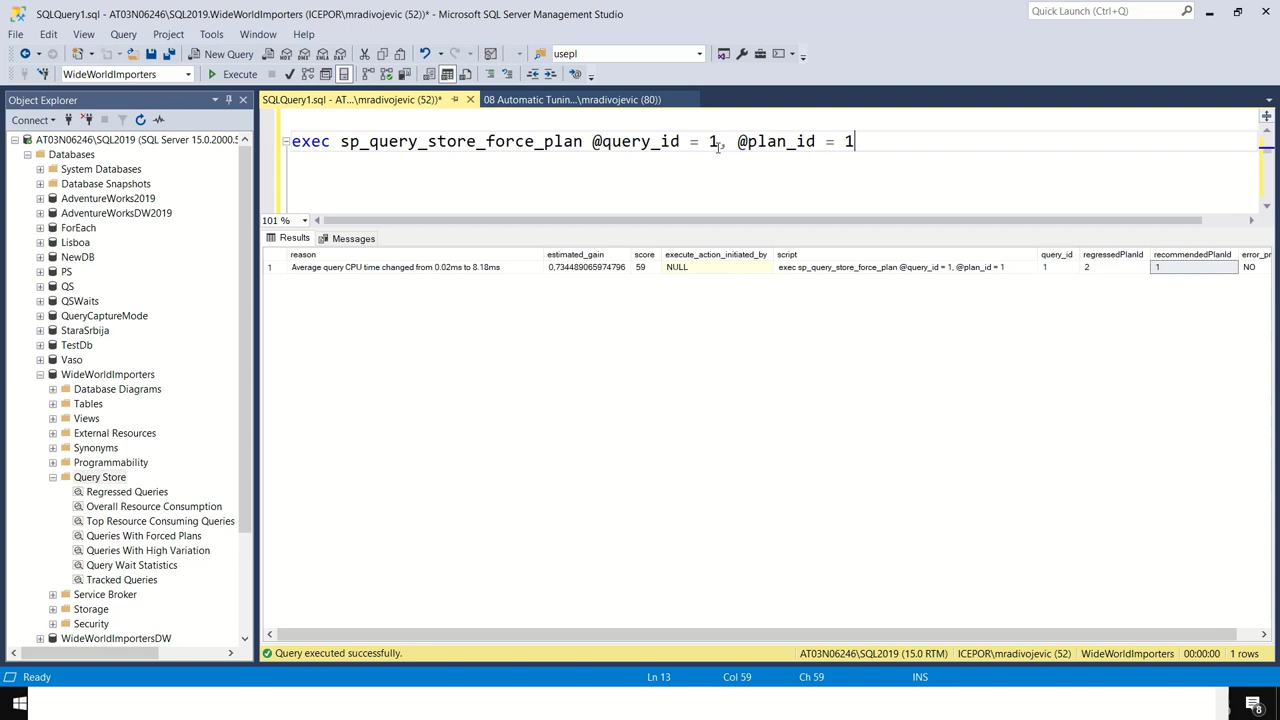 SQLQuery1.sql - AT03N06246\SQL2019.WideWorldImporters (ICEPOR\mradivojevic (52))* - Microsoft SQL Server Management Studio
Quick Launch (Ctrl+Q)
File Edit View Query Project Tools Window Help
New Query
MDX DMX XMLA DAX
usepl
WideWorldImporters
Execute
Object Explorer
SQLQuery1.sql - AT...\mradivojevic (52))*
08 Automatic Tunin...\mradivojevic (80))
Connect
AT03N06246\SQL2019 (SQL Server 15.0.2000.5
Databases
System Databases
Database Snapshots
AdventureWorks2019
AdventureWorksDW2019
ForEach
Lisboa
NewDB
PS
QS
QSWaits
QueryCaptureMode
StaraSrbija
TestDb
Vaso
WideWorldImporters
Database Diagrams
Tables
Views
External Resources
Synonyms
Programmability
Query Store
Regressed Queries
Overall Resource Consumption
Top Resource Consuming Queries
Queries With Forced Plans
Queries With High Variation
Query Wait Statistics
Tracked Queries
Service Broker
Storage
Security
WideWorldImportersDW
exec sp_query_store_force_plan @query_id = 1, @plan_id = 1
101 %
Results Messages
reason estimated_gain score execute_action_initiated_by script query_id regressedPlanId recommendedPlanId error_pr
1 Average query CPU time changed from 0.02ms to 8.18ms 0,734489065974796 59 NULL exec sp_query_store_force_plan @query_id = 1, @plan_id = 1 1 2 1 NO
Query executed successfully.
AT03N06246\SQL2019 (15.0 RTM) ICEPOR\mradivojevic (52) WideWorldImporters 00:00:00 1 rows
Ready
Ln 13 Col 59 Ch 59 INS
8